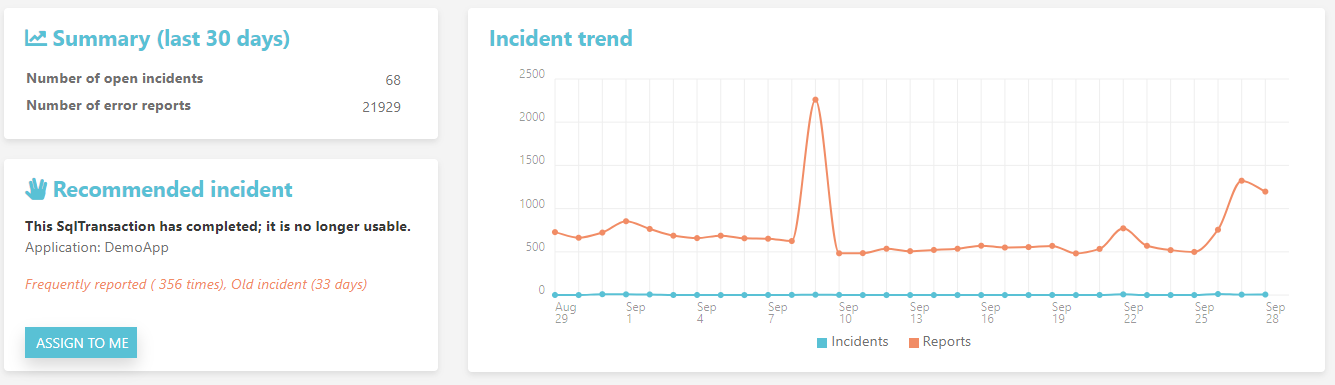 Summary (last 30 days)
Number of open incidents 68
Number of error reports 21929
Recommended incident
This SqlTransaction has completed; it is no longer usable.
Application: DemoApp
Frequently reported ( 356 times), Old incident (33 days)
ASSIGN TO ME
Incident trend
2500
2000
1500
1000
500
0
Aug 29
Sep 1
Sep 4
Sep 7
Sep 10
Sep 13
Sep 16
Sep 19
Sep 22
Sep 25
Sep 28
Incidents Reports